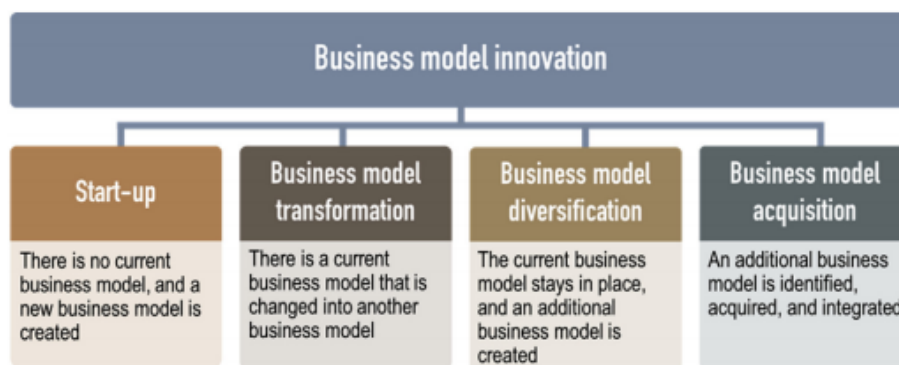 Business model innovation
Start-up
There is no current
business model, and a
new business model is
created
Business model
transformation
There is a current
business model that is
changed into another
business model
Business model
diversification
The current business
model stays in place,
and an additional
business model is
created
Business model
acquisition
An additional business
model is identified,
acquired, and integrated